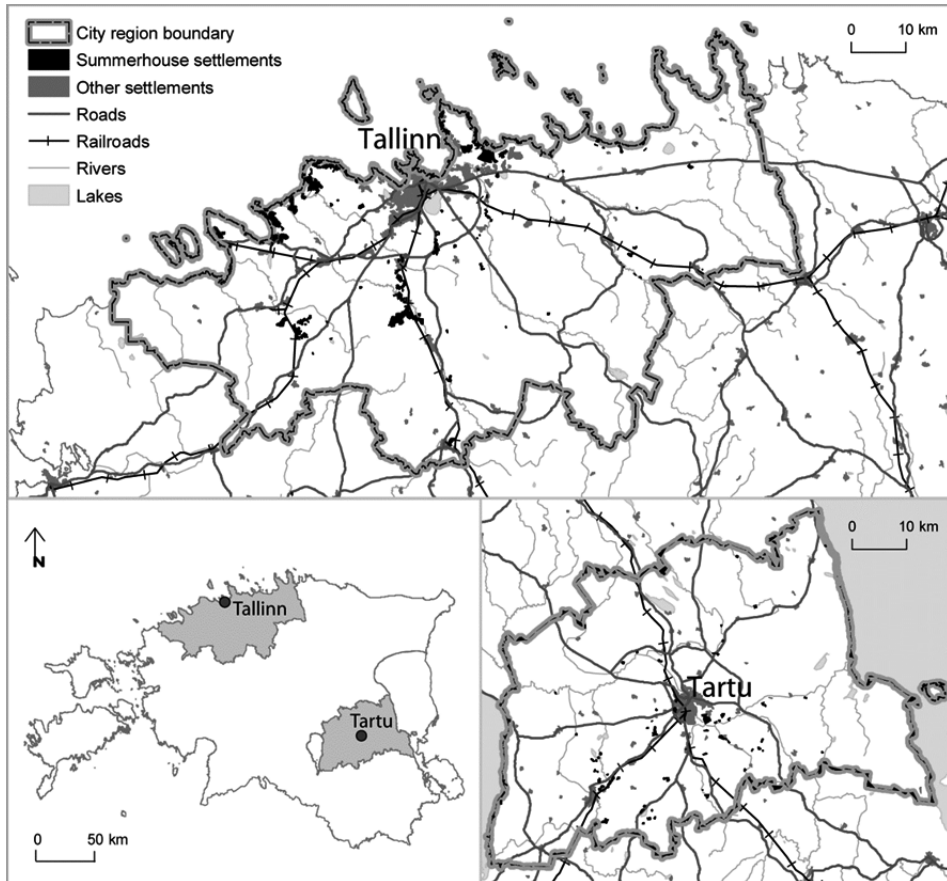 City region boundary
Summerhouse settlements
Other settlements
Roads
Railroads
Rivers
Lakes
0 10 km
Tallinn
N
Tallinn
Tartu
0 50 km
0 10 km
Tartu